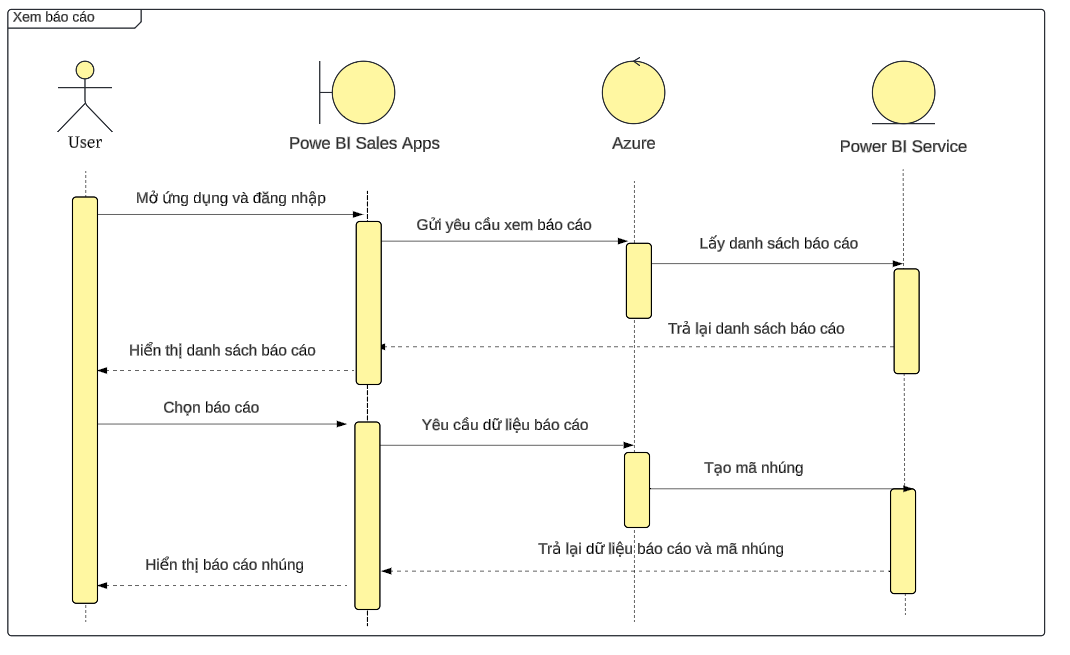 Xem báo cáo
User
Powe BI Sales Apps
Azure
Power BI Service
Mở ứng dụng và đăng nhập
Gửi yêu cầu xem báo cáo
Lấy danh sách báo cáo
Trả lại danh sách báo cáo
Hiển thị danh sách báo cáo
Chọn báo cáo
Yêu cầu dữ liệu báo cáo
Tạo mã nhúng
Trả lại dữ liệu báo cáo và mã nhúng
Hiển thị báo cáo nhúng